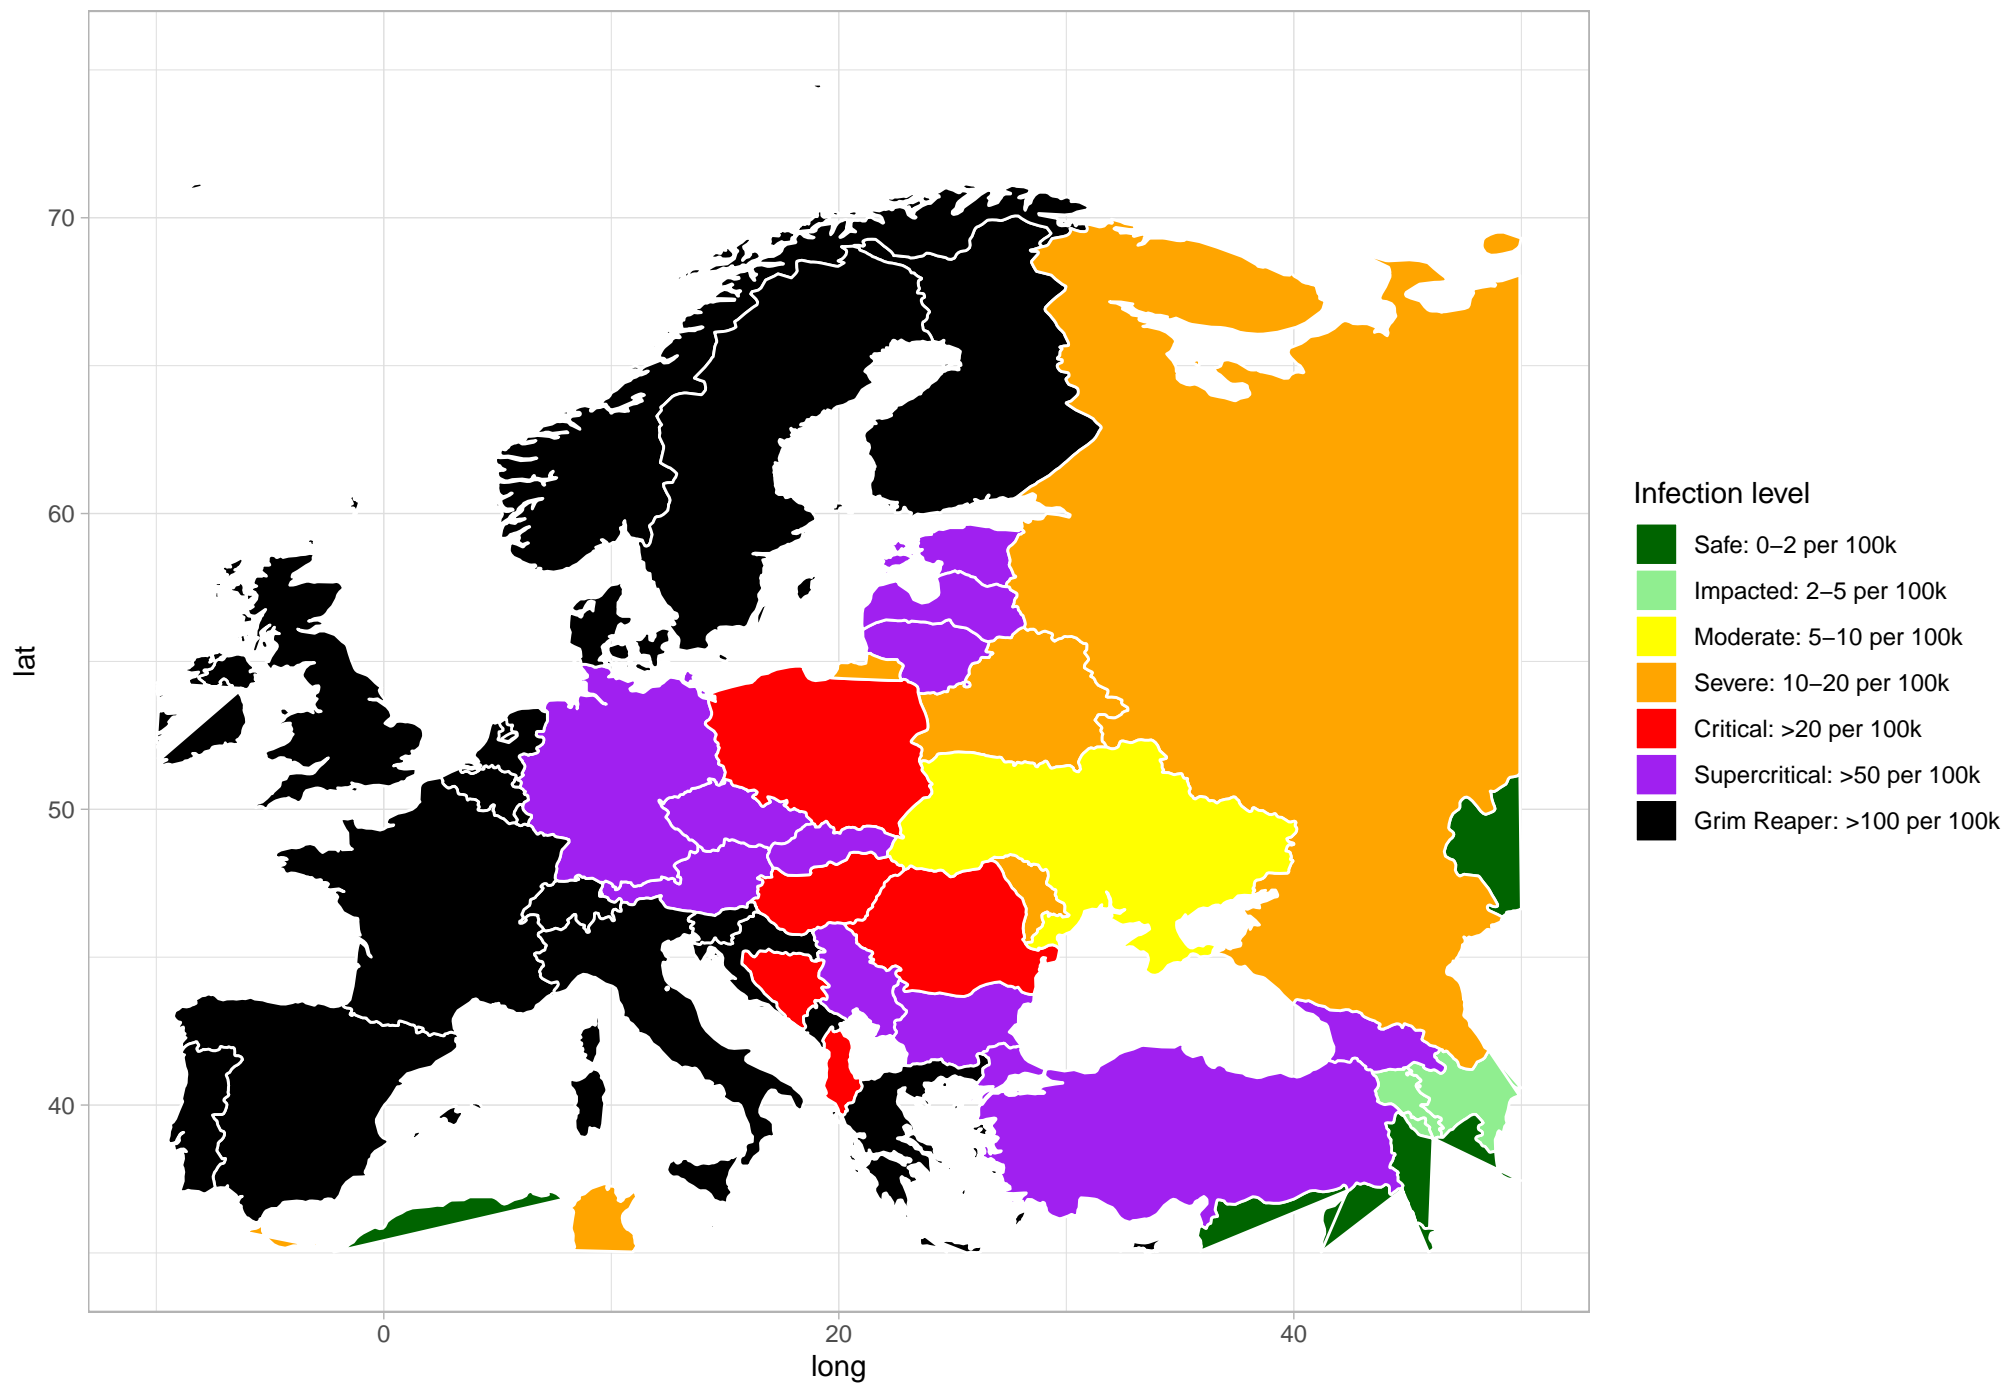 70
60
50
40
lat
0
20
40
long
Infection level
Safe: 0−2 per 100k
Impacted: 2−5 per 100k
Moderate: 5−10 per 100k
Severe: 10−20 per 100k
Critical: >20 per 100k
Supercritical: >50 per 100k
Grim Reaper: >100 per 100k